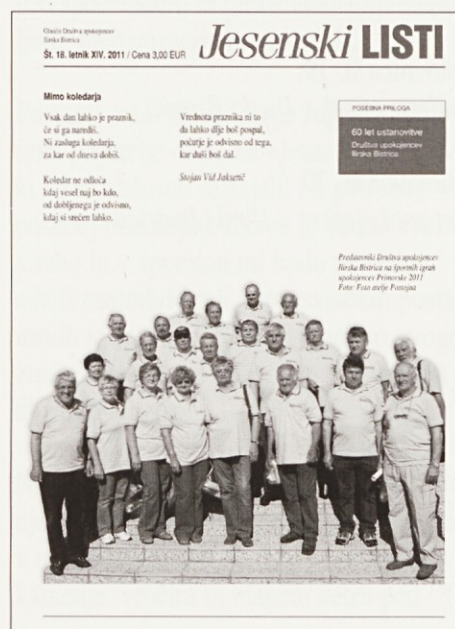 Glasilo Društva upokojencev
Ilirska Bistrica
Št. 18. letnik XIV. 2011 / Cena 3,00 EUR
Jesenski LISTI
Mimo koledarja
Vsak dan lahko je praznik,
če si ga narediš.
Ni zasluga koledarja,
za kar od dneva dobiš.
Koledar ne odloča
kdaj vesel naj bo kdo,
od dobljenega je odvisno,
kdaj si srečen lahko.
Vrednota praznika ni to
da lahko dlje boš pospal,
počutje je odvisno od tega,
kar duši boš dal.
Stojan Vid Jaksetič
POSEBNA PRILOGA
60 let ustanovitve
Društva upokojencev
Ilirska Bistrica
Predstavniki Društva upokojencev
Ilirska Bistrica na športnih igrah
upokojencev Primorske 2011
Foto: Foto atelje Postojna